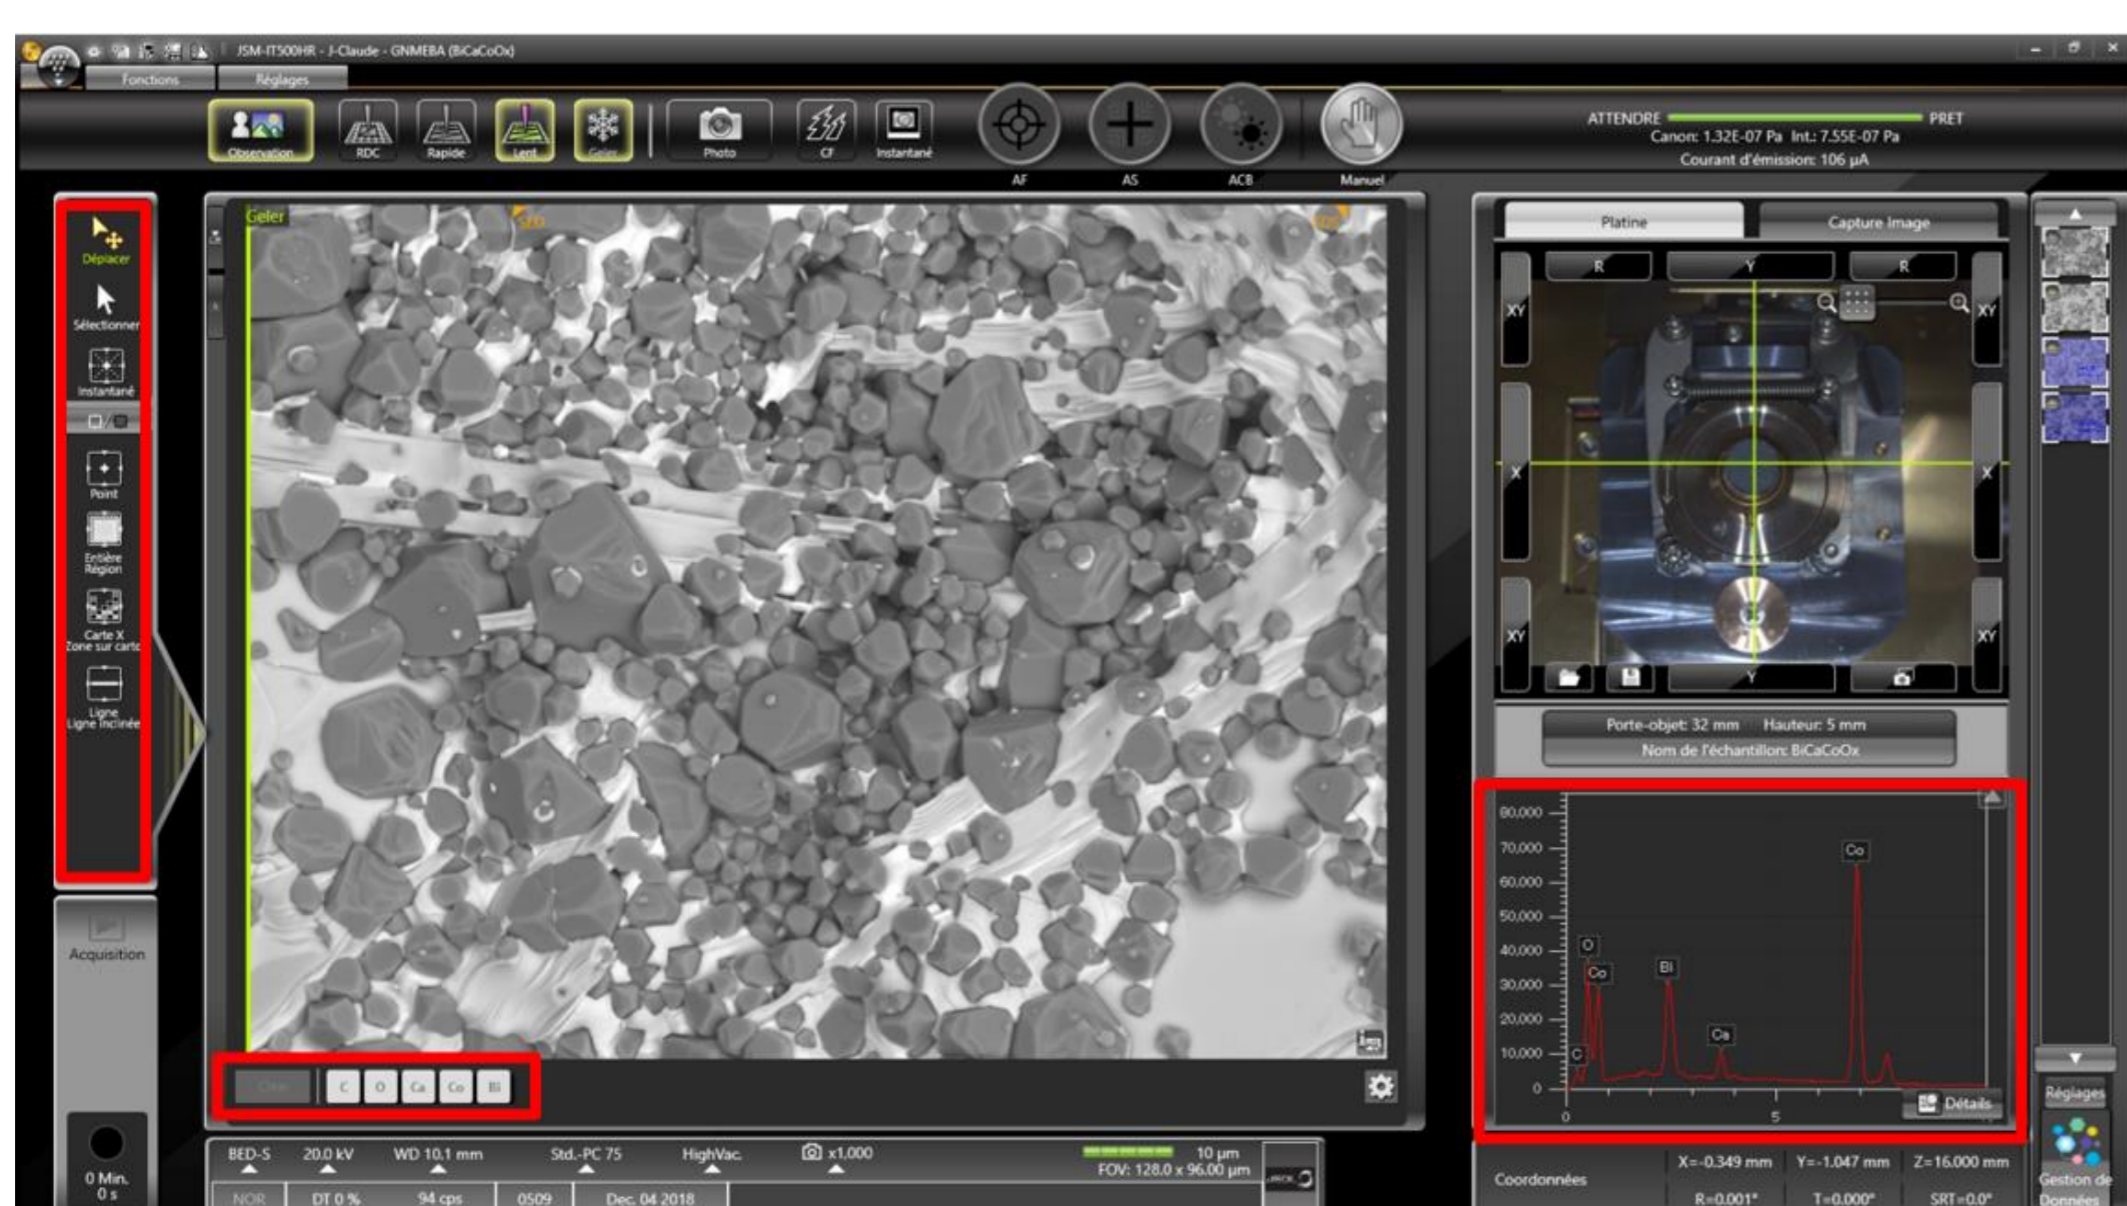 JSM-IT500HR - J-Claude - GNMEBA (BiCaCoOx)
Fonctions
Réglages
Observation
RDC
Rapide
Lent
Geler
Photo
CF
Instantané
AF
AS
ACB
Manuel
ATTENDRE
PRET
Canon: 1.32E-07 Pa Int.: 7.55E-07 Pa
Courant d'émission: 106 µA
Déplacer
Sélectionner
Instantané
Point
Entière
Région
Carte X
Zone sur carto
Ligne
Ligne inclinée
Acquisition
0 Min.
0 s
Geler
C
O
Ca
Co
Bi
BED-S
20.0 kV
WD 10.1 mm
Std.-PC 75
HighVac.
x1,000
10 µm
FOV: 128.0 x 96.00 µm
NOR
DT 0 %
94 cps
0509
Dec. 04 2018
Platine
Capture Image
R
Y
R
XY
XY
X
X
XY
XY
Y
Porte-objet: 32 mm Hauteur: 5 mm
Nom de l'échantillon: BiCaCoOx
80,000
70,000
60,000
50,000
40,000
30,000
20,000
10,000
0
C
O
Co
Bi
Ca
Co
0
5
Détails
Coordonnées
X=-0.349 mm
Y=-1.047 mm
Z=16.000 mm
R=0.001°
T=0.000°
SRT=0.0°
Réglages
Gestion de
Données